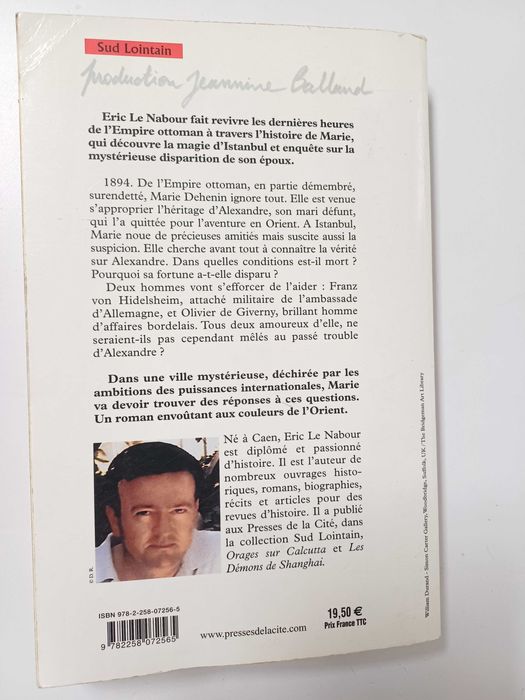 Sud Lointain
production Jeannine Balland
Eric Le Nabour fait revivre les dernières heures
de l'Empire ottoman à travers l'histoire de Marie,
qui découvre la magie d'Istanbul et enquête sur la
mystérieuse disparition de son époux.
1894. De l'Empire ottoman, en partie démembré,
surendetté, Marie Dehenin ignore tout. Elle est venue
s'approprier l'héritage d'Alexandre, son mari défunt,
qui l'a quittée pour l'aventure en Orient. A Istanbul,
Marie noue de précieuses amitiés mais suscite aussi la
suspicion. Elle cherche avant tout à connaître la vérité
sur Alexandre. Dans quelles conditions est-il mort ?
Pourquoi sa fortune a-t-elle disparu ?
Deux hommes vont s'efforcer de l'aider : Franz
von Hidelsheim, attaché militaire de l'ambassade
d'Allemagne, et Olivier de Giverny, brillant homme
d'affaires bordelais. Tous deux amoureux d'elle, ne
seraient-ils pas cependant mêlés au passé trouble
d'Alexandre ?
Dans une ville mystérieuse, déchirée par les
ambitions des puissances internationales, Marie
va devoir trouver des réponses à ces questions.
Un roman envoûtant aux couleurs de l'Orient.
Né à Caen, Eric Le Nabour
est diplômé et passionné
d'histoire. Il est l'auteur de
nombreux ouvrages histo-
riques, romans, biographies,
récits et articles pour des
revues d'histoire. Il a publié
aux Presses de la Cité, dans
la collection Sud Lointain,
Orages sur Calcutta et Les
Démons de Shanghai.
© D.R.
William Durand - Simon Carter Gallery, Woodbridge, Suffolk, UK / The Bridgeman Art Library
ISBN 978-2-258-07256-5
9 782258 072565
www.pressesdelacite.com
19,50 €
Prix France TTC